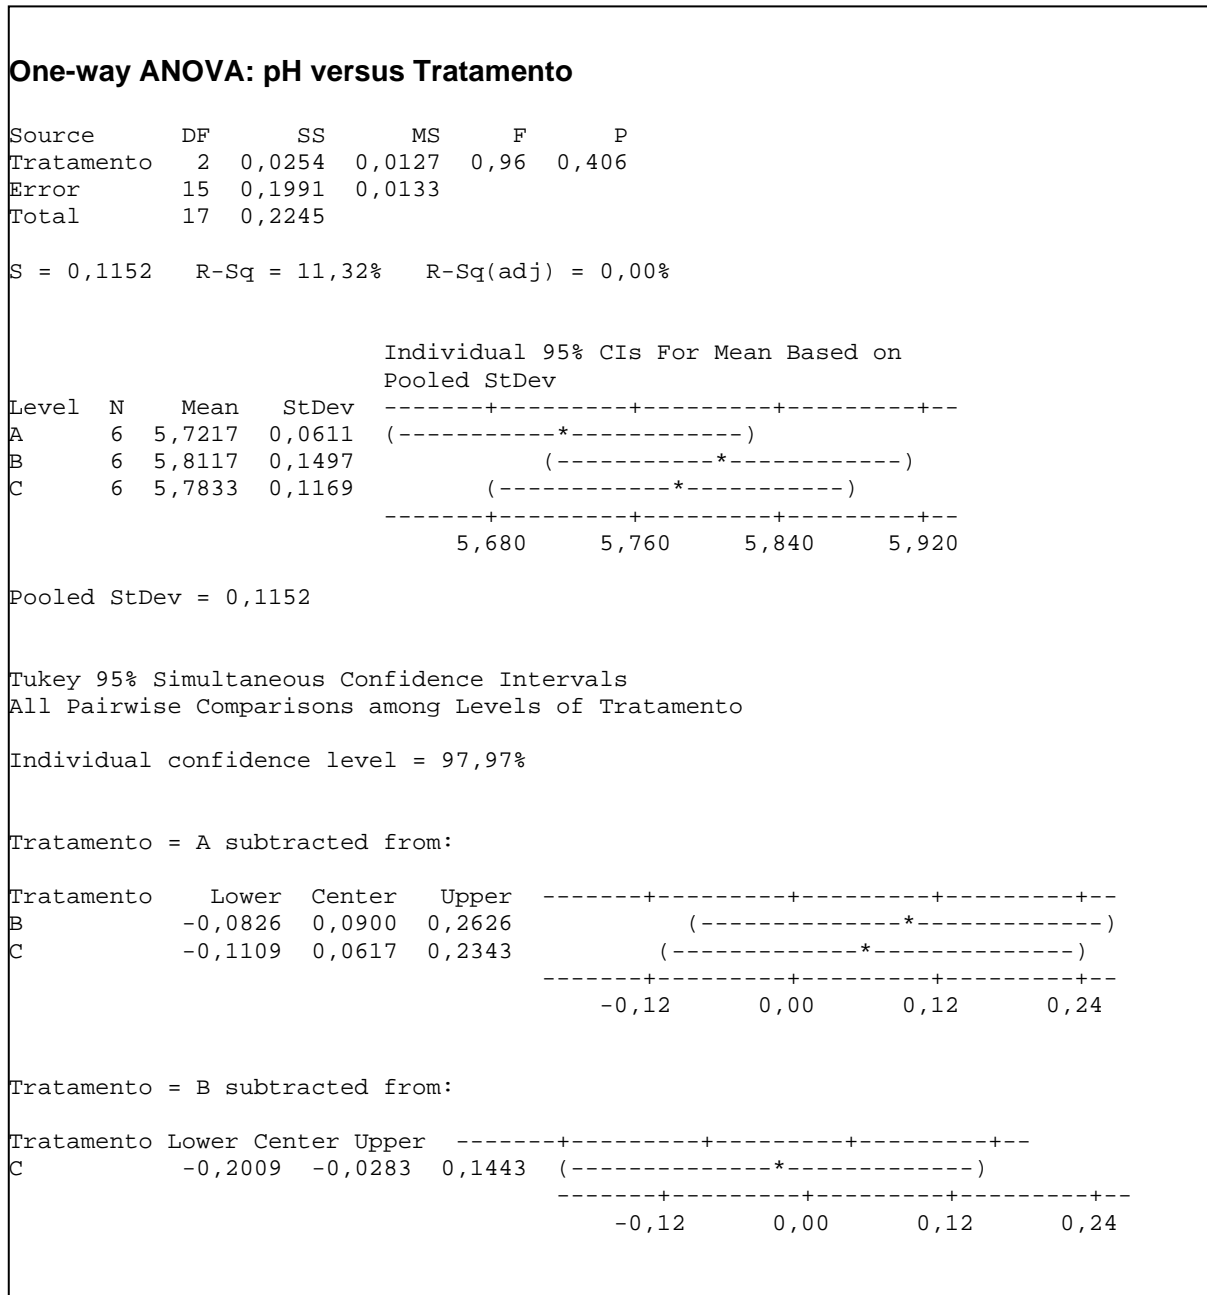 One-way ANOVA: pH versus Tratamento
Source      DF      SS      MS     F      P
Tratamento   2  0,0254  0,0127  0,96  0,406
Error       15  0,1991  0,0133
Total       17  0,2245
S = 0,1152   R-Sq = 11,32%   R-Sq(adj) = 0,00%
Individual 95% CIs For Mean Based on
Pooled StDev
Level  N    Mean   StDev  -------+---------+---------+---------+--
A      6  5,7217  0,0611  (-----------*------------)
B      6  5,8117  0,1497             (-----------*------------)
C      6  5,7833  0,1169         (------------*-----------)
-------+---------+---------+---------+--
5,680     5,760     5,840     5,920
Pooled StDev = 0,1152
Tukey 95% Simultaneous Confidence Intervals
All Pairwise Comparisons among Levels of Tratamento
Individual confidence level = 97,97%
Tratamento = A subtracted from:
Tratamento    Lower  Center   Upper  -------+---------+---------+---------+--
B           -0,0826  0,0900  0,2626            (--------------*-------------)
C           -0,1109  0,0617  0,2343          (-------------*--------------)
-------+---------+---------+---------+--
-0,12      0,00      0,12      0,24
Tratamento = B subtracted from:
Tratamento Lower Center Upper  -------+---------+---------+---------+--
C           -0,2009  -0,0283  0,1443  (--------------*-------------)
-------+---------+---------+---------+--
-0,12      0,00      0,12      0,24